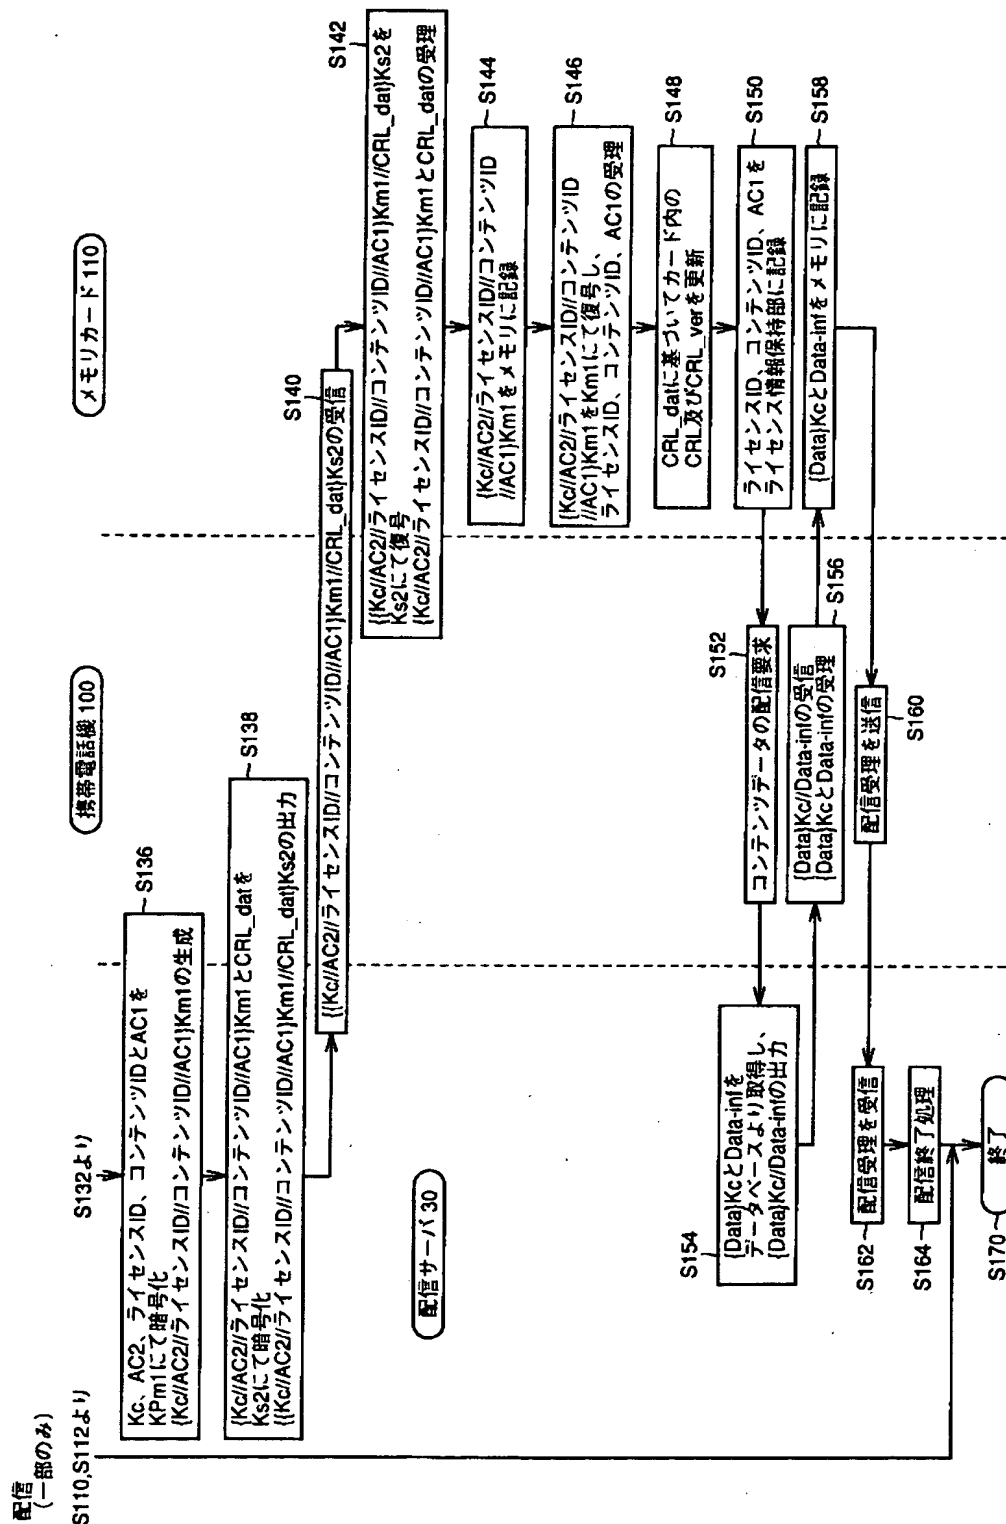 配信
(一部のみ)
S110,S112より
S132より
配信サーバ 30
携帯電話機 100
メモリカード 110
Kc、AC2、ライセンスID、コンテンツIDとAC1を
KPm1にて暗号化
{Kc//AC2//ライセンスID//コンテンツID//AC1}Km1の生成
S136
{Kc//AC2//ライセンスID//コンテンツID//AC1}Km1とCRL_datを
Ks2にて暗号化
{{Kc//AC2//ライセンスID//コンテンツID//AC1}Km1//CRL_dat}Ks2の出力
S138
{{Kc//AC2//ライセンスID//コンテンツID//AC1}Km1//CRL_dat}Ks2の受信
S140
{{Kc//AC2//ライセンスID//コンテンツID//AC1}Km1//CRL_dat}Ks2を
Ks2にて復号
{Kc//AC2//ライセンスID//コンテンツID//AC1}Km1とCRL_datの受理
S142
{Kc//AC2//ライセンスID//コンテンツID
//AC1}Km1をメモリに記録
S144
{Kc//AC2//ライセンスID//コンテンツID
//AC1}Km1をKm1にて復号し、
ライセンスID、コンテンツID、AC1の受理
S146
CRL_datに基づいてカード内の
CRL及びCRL_verを更新
S148
ライセンスID、コンテンツID、AC1を
ライセンス情報保持部に記録
S150
コンテンツデータの配信要求
S152
{Data}KcとData-infを
データベースより取得し、
{Data}Kc//Data-infの出力
S154
{Data}Kc//Data-infの受信
{Data}KcとData-infの受理
S156
{Data}KcとData-infをメモリに記録
S158
配信受理を送信
S160
配信受理を受信
S162
配信終了処理
S164
終了
S170